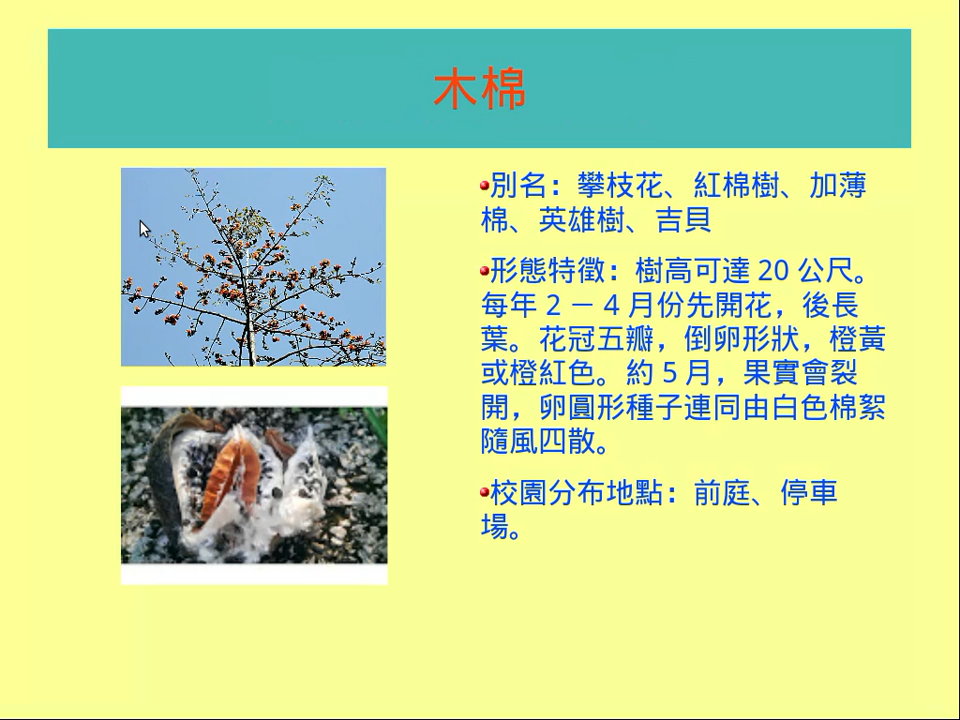 木棉
別名：攀枝花、紅棉樹、加薄
棉、英雄樹、吉貝
形態特徵：樹高可達 20 公尺。
每年 2 － 4 月份先開花，後長
葉。花冠五瓣，倒卵形狀，橙黃
或橙紅色。約 5 月，果實會裂
開，卵圓形種子連同由白色棉絮
隨風四散。
校園分布地點：前庭、停車
場。